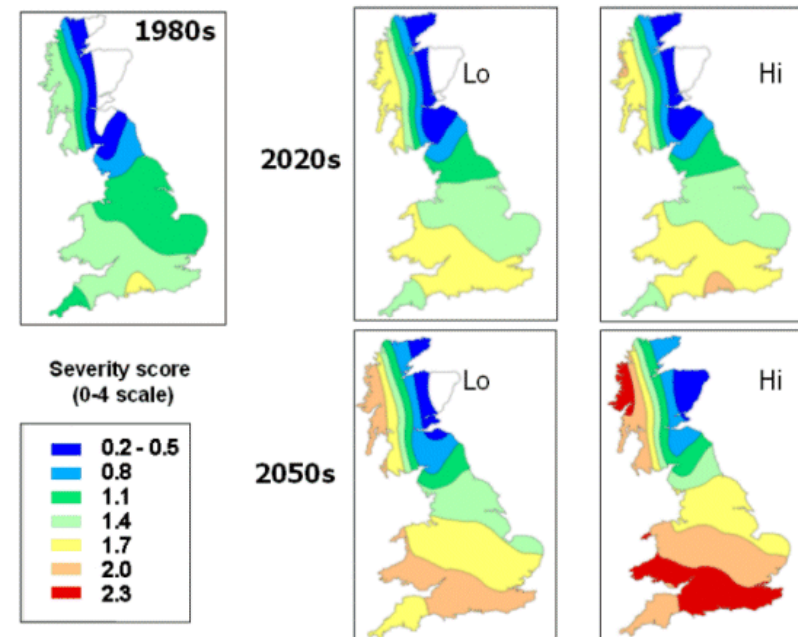 1980s
2020s
Lo
Hi
2050s
Lo
Hi
Severity score
(0-4 scale)
0.2 - 0.5
0.8
1.1
1.4
1.7
2.0
2.3